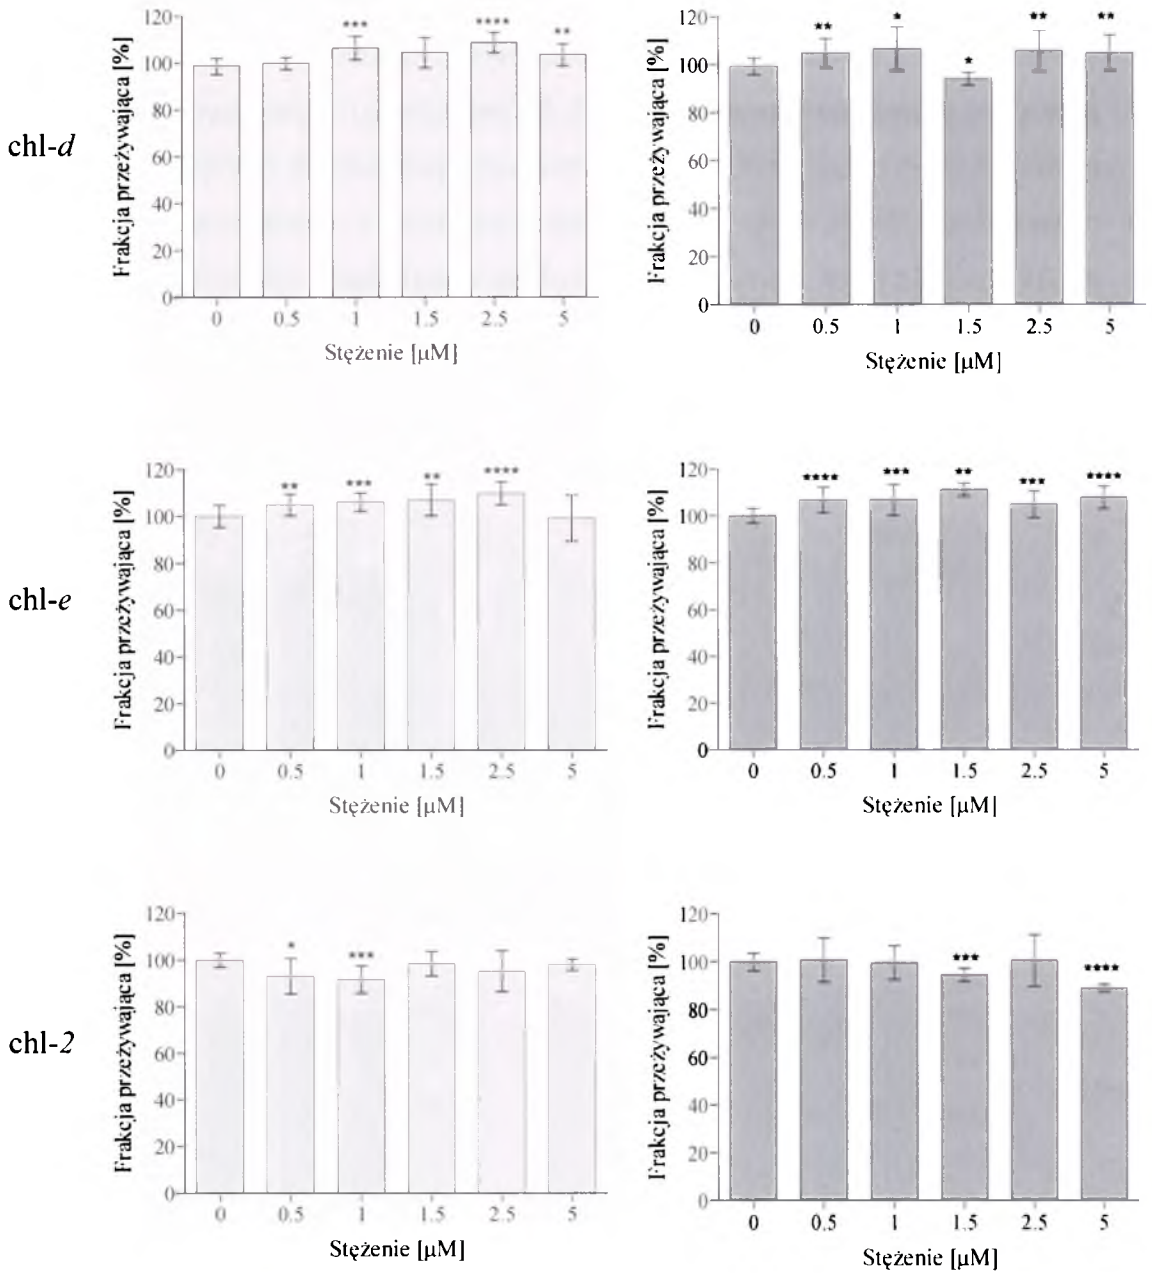 chl-d
Frakcja przeżywająca [%]
120
100
80
60
40
20
0
*** **** **
0 0.5 1 1.5 2.5 5
Stężenie [µM]
Frakcja przeżywająca [%]
120
100
80
60
40
20
0
** * * ** **
0 0.5 1 1.5 2.5 5
Stężenie [µM]
chl-e
Frakcja przeżywająca [%]
120
100
80
60
40
20
0
** *** ** ****
0 0.5 1 1.5 2.5 5
Stężenie [µM]
Frakcja przeżywająca [%]
120
100
80
60
40
20
0
**** *** ** *** ****
0 0.5 1 1.5 2.5 5
Stężenie [µM]
chl-2
Frakcja przeżywająca [%]
120
100
80
60
40
20
0
* ***
0 0.5 1 1.5 2.5 5
Stężenie [µM]
Frakcja przeżywająca [%]
120
100
80
60
40
20
0
*** ****
0 0.5 1 1.5 2.5 5
Stężenie [µM]